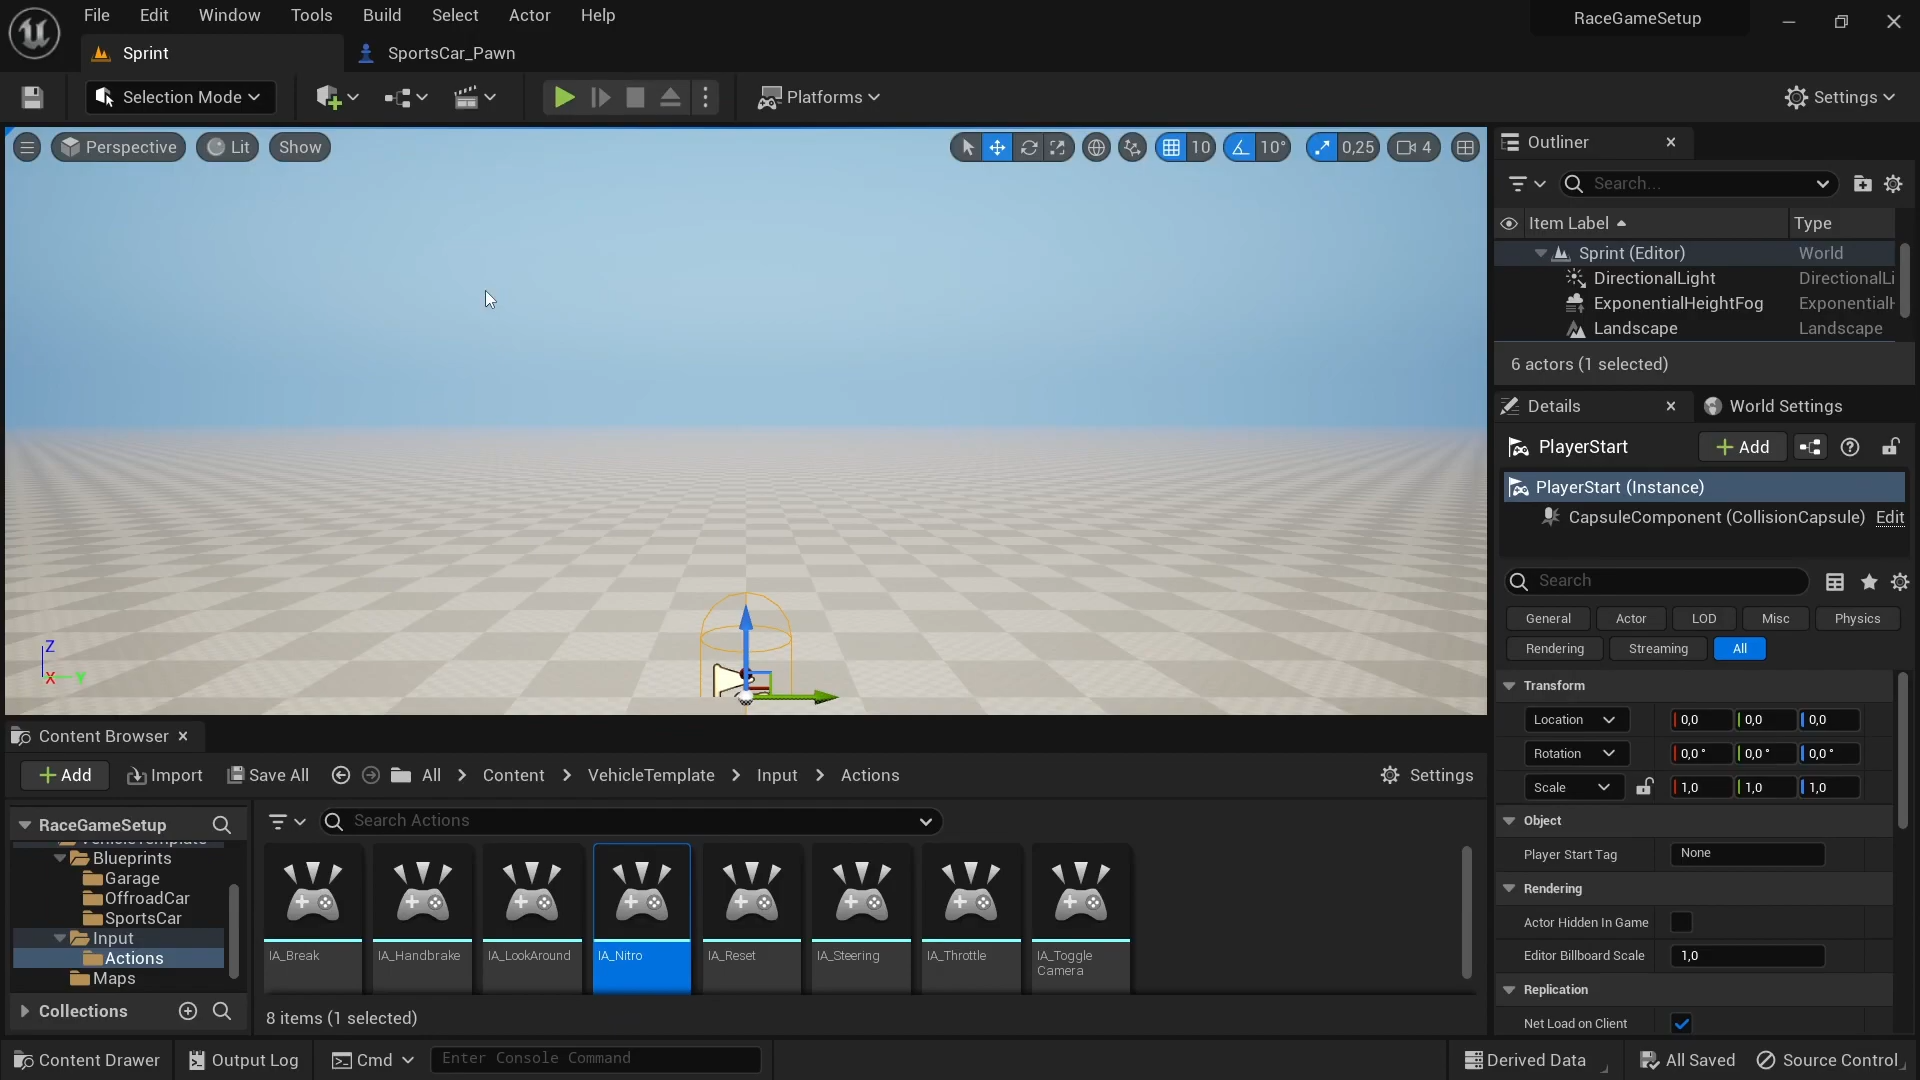 File Edit Window Tools Build Select Actor Help
RaceGameSetup
Sprint
SportsCar_Pawn
Selection Mode
Platforms
Settings
Perspective
Lit
Show
10
10°
0,25
4
Outliner
Search...
Item Label
Type
Sprint (Editor)
World
DirectionalLight
DirectionalLi
ExponentialHeightFog
Landscape
Landscape
6 actors (1 selected)
Details
World Settings
PlayerStart
Add
PlayerStart (Instance)
CapsuleComponent (CollisionCapsule)
Edit
Search
General Actor LOD Misc Physics
Rendering Streaming All
Transform
Location 0,0 0,0 0,0
Rotation 0,0° 0,0° 0,0°
Scale 1,0 1,0 1,0
Object
Player Start Tag None
Rendering
Actor Hidden In Game
Editor Billboard Scale 1,0
Replication
Net Load on Client
Z
X
Y
Content Browser
Add
Import
Save All
All
Content
VehicleTemplate
Input
Actions
Settings
RaceGameSetup
VehicleTemplate
Blueprints
Garage
OffroadCar
SportsCar
Input
Actions
Maps
Collections
Search Actions
IA_Break
IA_Handbrake
IA_LookAround
IA_Nitro
IA_Reset
IA_Steering
IA_Throttle
IA_Toggle
Camera
8 items (1 selected)
Content Drawer
Output Log
Cmd
Enter Console Command
Derived Data
All Saved
Source Control